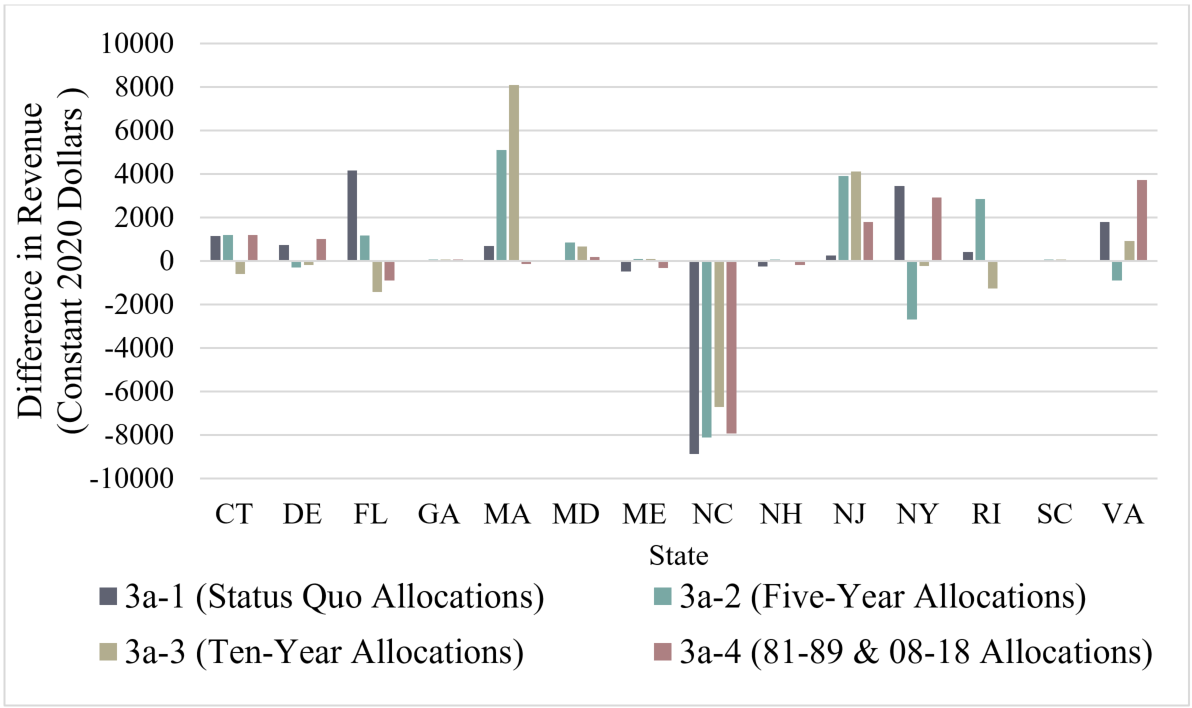 Difference in Revenue
(Constant 2020 Dollars )
10000
8000
6000
4000
2000
0
-2000
-4000
-6000
-8000
-10000
CT DE FL GA MA MD ME NC NH NJ NY RI SC VA
State
3a-1 (Status Quo Allocations) 3a-2 (Five-Year Allocations)
3a-3 (Ten-Year Allocations) 3a-4 (81-89 & 08-18 Allocations)